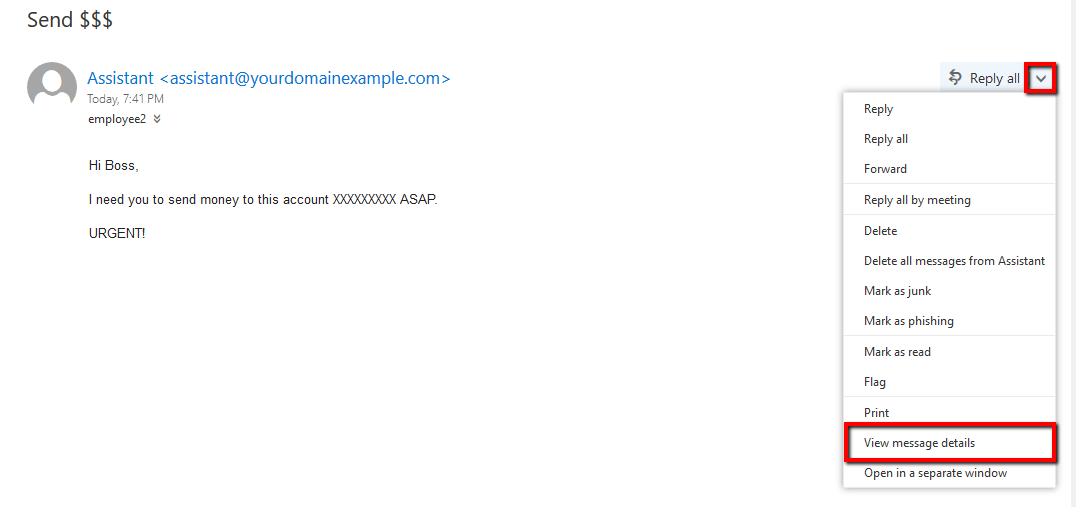 Send $$$
Assistant <assistant@yourdomainexample.com>
Today, 7:41 PM
employee2
Hi Boss,
I need you to send money to this account XXXXXXXXX ASAP.
URGENT!
Reply all
Reply
Reply all
Forward
Reply all by meeting
Delete
Delete all messages from Assistant
Mark as junk
Mark as phishing
Mark as read
Flag
Print
View message details
Open in a separate window